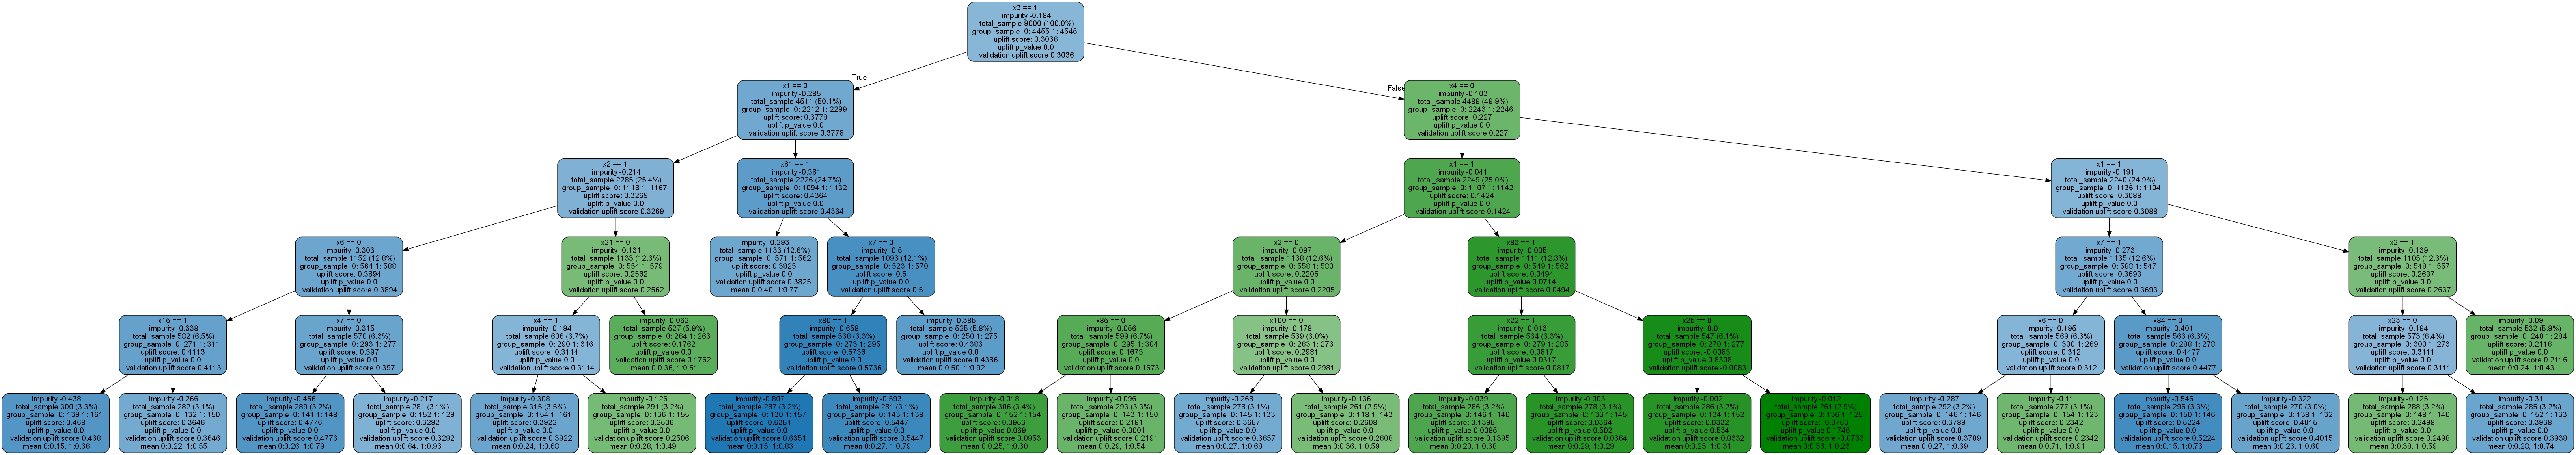 x3 == 1
impurity -0.184
total_sample 9000 (100.0%)
group_sample  0: 4455 1: 4545
uplift score: 0.3036
uplift p_value 0.0
validation uplift score 0.3036
True
False
x1 == 0
impurity -0.285
total_sample 4511 (50.1%)
group_sample  0: 2212 1: 2299
uplift score: 0.3778
uplift p_value 0.0
validation uplift score 0.3778
x4 == 0
impurity -0.103
total_sample 4489 (49.9%)
group_sample  0: 2243 1: 2246
uplift score: 0.227
uplift p_value 0.0
validation uplift score 0.227
x2 == 1
impurity -0.214
total_sample 2285 (25.4%)
group_sample  0: 1118 1: 1167
uplift score: 0.3269
uplift p_value 0.0
validation uplift score 0.3269
x81 == 1
impurity -0.381
total_sample 2226 (24.7%)
group_sample  0: 1094 1: 1132
uplift score: 0.4364
uplift p_value 0.0
validation uplift score 0.4364
x1 == 1
impurity -0.041
total_sample 2249 (25.0%)
group_sample  0: 1107 1: 1142
uplift score: 0.1424
uplift p_value 0.0
validation uplift score 0.1424
x1 == 1
impurity -0.191
total_sample 2240 (24.9%)
group_sample  0: 1136 1: 1104
uplift score: 0.3088
uplift p_value 0.0
validation uplift score 0.3088
x6 == 0
impurity -0.303
total_sample 1152 (12.8%)
group_sample  0: 564 1: 588
uplift score: 0.3894
uplift p_value 0.0
validation uplift score 0.3894
x21 == 0
impurity -0.131
total_sample 1133 (12.6%)
group_sample  0: 554 1: 579
uplift score: 0.2562
uplift p_value 0.0
validation uplift score 0.2562
impurity -0.293
total_sample 1133 (12.6%)
group_sample  0: 571 1: 562
uplift score: 0.3825
uplift p_value 0.0
validation uplift score 0.3825
mean 0:0.40, 1:0.77
x7 == 0
impurity -0.5
total_sample 1093 (12.1%)
group_sample  0: 523 1: 570
uplift score: 0.5
uplift p_value 0.0
validation uplift score 0.5
x2 == 0
impurity -0.097
total_sample 1138 (12.6%)
group_sample  0: 558 1: 580
uplift score: 0.2205
uplift p_value 0.0
validation uplift score 0.2205
x83 == 1
impurity -0.005
total_sample 1111 (12.3%)
group_sample  0: 549 1: 562
uplift score: 0.0494
uplift p_value 0.0714
validation uplift score 0.0494
x7 == 1
impurity -0.273
total_sample 1135 (12.6%)
group_sample  0: 588 1: 547
uplift score: 0.3693
uplift p_value 0.0
validation uplift score 0.3693
x2 == 1
impurity -0.139
total_sample 1105 (12.3%)
group_sample  0: 548 1: 557
uplift score: 0.2637
uplift p_value 0.0
validation uplift score 0.2637
x15 == 1
impurity -0.338
total_sample 582 (6.5%)
group_sample  0: 271 1: 311
uplift score: 0.4113
uplift p_value 0.0
validation uplift score 0.4113
x7 == 0
impurity -0.315
total_sample 570 (6.3%)
group_sample  0: 293 1: 277
uplift score: 0.397
uplift p_value 0.0
validation uplift score 0.397
x4 == 1
impurity -0.194
total_sample 606 (6.7%)
group_sample  0: 290 1: 316
uplift score: 0.3114
uplift p_value 0.0
validation uplift score 0.3114
impurity -0.062
total_sample 527 (5.9%)
group_sample  0: 264 1: 263
uplift score: 0.1762
uplift p_value 0.0
validation uplift score 0.1762
mean 0:0.36, 1:0.51
x80 == 1
impurity -0.658
total_sample 568 (6.3%)
group_sample  0: 273 1: 295
uplift score: 0.5736
uplift p_value 0.0
validation uplift score 0.5736
impurity -0.385
total_sample 525 (5.8%)
group_sample  0: 250 1: 275
uplift score: 0.4386
uplift p_value 0.0
validation uplift score 0.4386
mean 0:0.50, 1:0.92
x85 == 0
impurity -0.056
total_sample 599 (6.7%)
group_sample  0: 295 1: 304
uplift score: 0.1673
uplift p_value 0.0
validation uplift score 0.1673
x100 == 0
impurity -0.178
total_sample 539 (6.0%)
group_sample  0: 263 1: 276
uplift score: 0.2981
uplift p_value 0.0
validation uplift score 0.2981
x22 == 1
impurity -0.013
total_sample 564 (6.3%)
group_sample  0: 279 1: 285
uplift score: 0.0817
uplift p_value 0.0317
validation uplift score 0.0817
x25 == 0
impurity -0.0
total_sample 547 (6.1%)
group_sample  0: 270 1: 277
uplift score: -0.0083
uplift p_value 0.8308
validation uplift score -0.0083
x6 == 0
impurity -0.195
total_sample 569 (6.3%)
group_sample  0: 300 1: 269
uplift score: 0.312
uplift p_value 0.0
validation uplift score 0.312
x84 == 0
impurity -0.401
total_sample 566 (6.3%)
group_sample  0: 288 1: 278
uplift score: 0.4477
uplift p_value 0.0
validation uplift score 0.4477
x23 == 0
impurity -0.194
total_sample 573 (6.4%)
group_sample  0: 300 1: 273
uplift score: 0.3111
uplift p_value 0.0
validation uplift score 0.3111
impurity -0.09
total_sample 532 (5.9%)
group_sample  0: 248 1: 284
uplift score: 0.2116
uplift p_value 0.0
validation uplift score 0.2116
mean 0:0.24, 1:0.43
impurity -0.438
total_sample 300 (3.3%)
group_sample  0: 139 1: 161
uplift score: 0.468
uplift p_value 0.0
validation uplift score 0.468
mean 0:0.15, 1:0.66
impurity -0.266
total_sample 282 (3.1%)
group_sample  0: 132 1: 150
uplift score: 0.3646
uplift p_value 0.0
validation uplift score 0.3646
mean 0:0.22, 1:0.55
impurity -0.456
total_sample 289 (3.2%)
group_sample  0: 141 1: 148
uplift score: 0.4776
uplift p_value 0.0
validation uplift score 0.4776
mean 0:0.26, 1:0.79
impurity -0.217
total_sample 281 (3.1%)
group_sample  0: 152 1: 129
uplift score: 0.3292
uplift p_value 0.0
validation uplift score 0.3292
mean 0:0.64, 1:0.93
impurity -0.308
total_sample 315 (3.5%)
group_sample  0: 154 1: 161
uplift score: 0.3922
uplift p_value 0.0
validation uplift score 0.3922
mean 0:0.24, 1:0.68
impurity -0.126
total_sample 291 (3.2%)
group_sample  0: 136 1: 155
uplift score: 0.2506
uplift p_value 0.0
validation uplift score 0.2506
mean 0:0.28, 1:0.49
impurity -0.807
total_sample 287 (3.2%)
group_sample  0: 130 1: 157
uplift score: 0.6351
uplift p_value 0.0
validation uplift score 0.6351
mean 0:0.15, 1:0.83
impurity -0.593
total_sample 281 (3.1%)
group_sample  0: 143 1: 138
uplift score: 0.5447
uplift p_value 0.0
validation uplift score 0.5447
mean 0:0.27, 1:0.79
impurity -0.018
total_sample 306 (3.4%)
group_sample  0: 152 1: 154
uplift score: 0.0953
uplift p_value 0.069
validation uplift score 0.0953
mean 0:0.25, 1:0.30
impurity -0.096
total_sample 293 (3.3%)
group_sample  0: 143 1: 150
uplift score: 0.2191
uplift p_value 0.0001
validation uplift score 0.2191
mean 0:0.29, 1:0.54
impurity -0.268
total_sample 278 (3.1%)
group_sample  0: 145 1: 133
uplift score: 0.3657
uplift p_value 0.0
validation uplift score 0.3657
mean 0:0.27, 1:0.68
impurity -0.136
total_sample 261 (2.9%)
group_sample  0: 118 1: 143
uplift score: 0.2608
uplift p_value 0.0
validation uplift score 0.2608
mean 0:0.36, 1:0.59
impurity -0.039
total_sample 286 (3.2%)
group_sample  0: 146 1: 140
uplift score: 0.1395
uplift p_value 0.0085
validation uplift score 0.1395
mean 0:0.20, 1:0.38
impurity -0.003
total_sample 278 (3.1%)
group_sample  0: 133 1: 145
uplift score: 0.0364
uplift p_value 0.502
validation uplift score 0.0364
mean 0:0.29, 1:0.29
impurity -0.002
total_sample 286 (3.2%)
group_sample  0: 134 1: 152
uplift score: 0.0332
uplift p_value 0.534
validation uplift score 0.0332
mean 0:0.25, 1:0.31
impurity -0.012
total_sample 261 (2.9%)
group_sample  0: 136 1: 125
uplift score: -0.0763
uplift p_value 0.1745
validation uplift score -0.0763
mean 0:0.36, 1:0.23
impurity -0.287
total_sample 292 (3.2%)
group_sample  0: 146 1: 146
uplift score: 0.3789
uplift p_value 0.0
validation uplift score 0.3789
mean 0:0.27, 1:0.69
impurity -0.11
total_sample 277 (3.1%)
group_sample  0: 154 1: 123
uplift score: 0.2342
uplift p_value 0.0
validation uplift score 0.2342
mean 0:0.71, 1:0.91
impurity -0.546
total_sample 296 (3.3%)
group_sample  0: 150 1: 146
uplift score: 0.5224
uplift p_value 0.0
validation uplift score 0.5224
mean 0:0.15, 1:0.73
impurity -0.322
total_sample 270 (3.0%)
group_sample  0: 138 1: 132
uplift score: 0.4015
uplift p_value 0.0
validation uplift score 0.4015
mean 0:0.23, 1:0.60
impurity -0.125
total_sample 288 (3.2%)
group_sample  0: 148 1: 140
uplift score: 0.2498
uplift p_value 0.0
validation uplift score 0.2498
mean 0:0.38, 1:0.59
impurity -0.31
total_sample 285 (3.2%)
group_sample  0: 152 1: 133
uplift score: 0.3938
uplift p_value 0.0
validation uplift score 0.3938
mean 0:0.28, 1:0.74